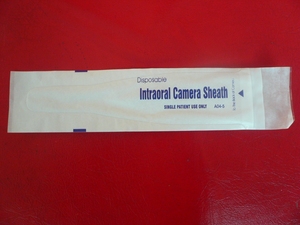 Disposable
Intraoral Camera Sheath
SINGLE PATIENT USE ONLY